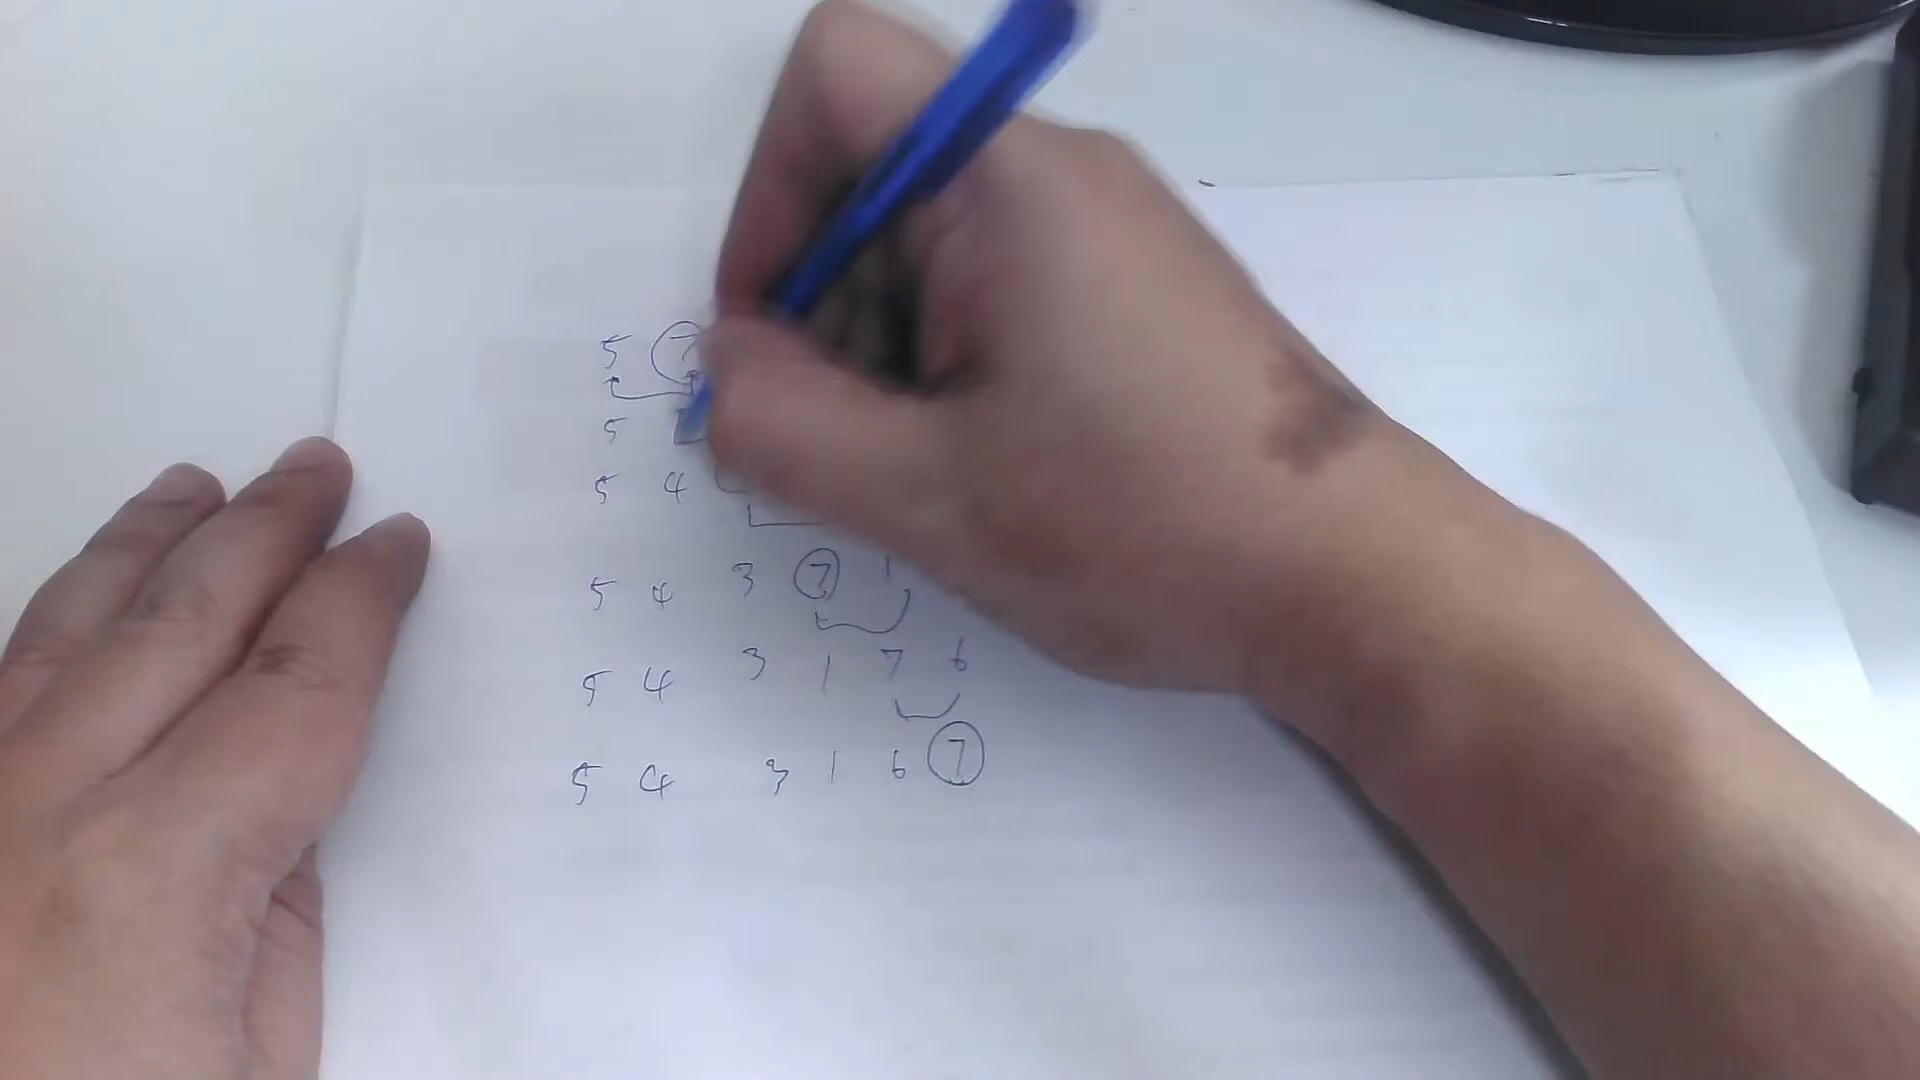 5 7
5
5 4
5 4 3 7 1
5 4 3 1 7 6
5 4 3 1 6 7